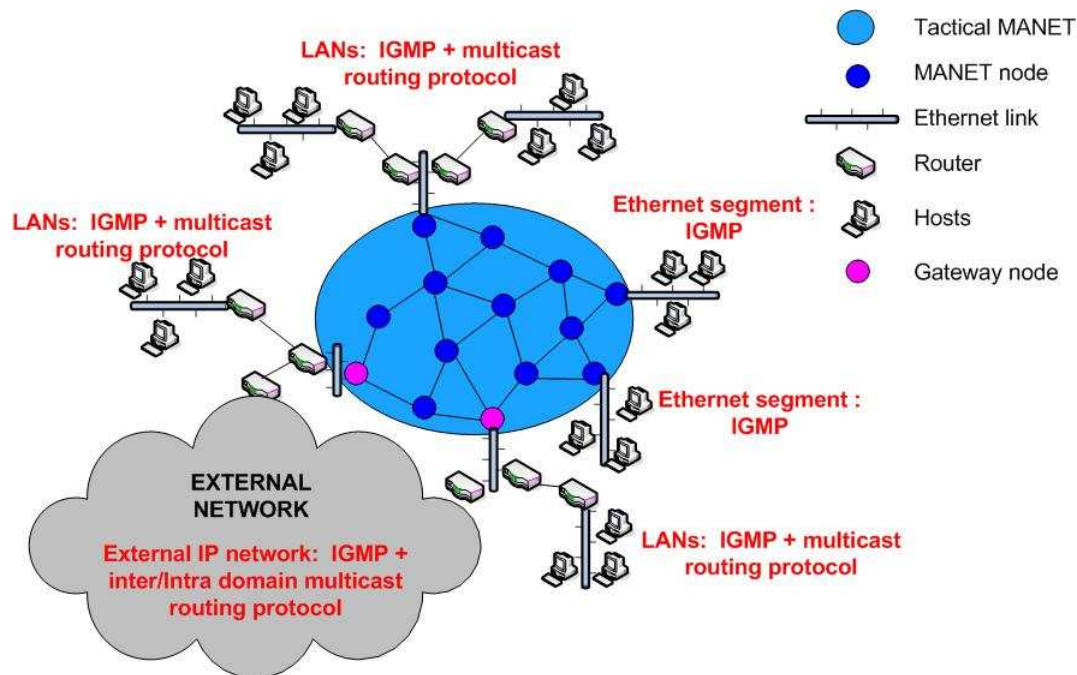 LANs:  IGMP + multicast
routing protocol
Tactical MANET
MANET node
Ethernet link
Router
Hosts
Gateway node
Ethernet segment :
IGMP
LANs:  IGMP + multicast
routing protocol
Ethernet segment :
IGMP
EXTERNAL
NETWORK
External IP network:  IGMP +
inter/Intra domain multicast
routing protocol
LANs:  IGMP + multicast
routing protocol